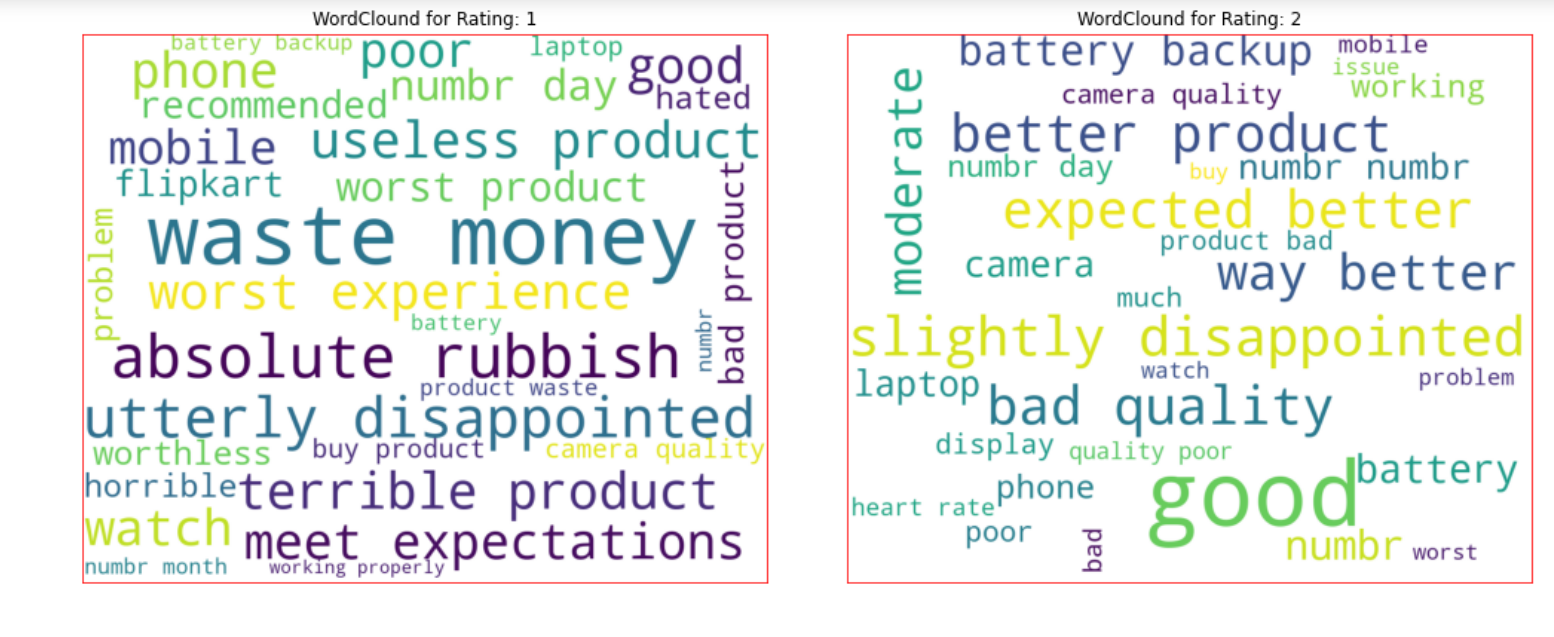 WordClound for Rating: 1
battery backup
poor
laptop
phone
good
numbr day
hated
recommended
mobile
useless product
flipkart
worst product
bad product
problem
waste money
worst experience
battery
numbr
absolute rubbish
product waste
utterly disappointed
worthless
buy product
camera quality
horrible
terrible product
watch
meet expectations
numbr month
working properly
WordClound for Rating: 2
battery backup
mobile
issue
working
camera quality
moderate
better product
numbr day
buy
numbr numbr
expected better
product bad
camera
way better
much
slightly disappointed
watch
problem
laptop
bad quality
display
quality poor
good
battery
phone
heart rate
poor
bad
numbr
worst